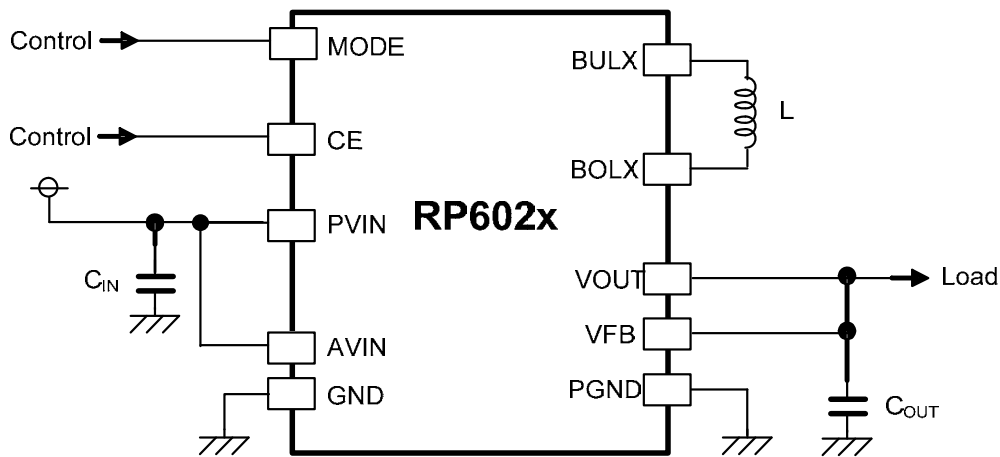 Control
MODE
BULX
L
Control
CE
BOLX
PVIN
RP602x
CIN
VOUT
Load
VFB
AVIN
GND
PGND
COUT